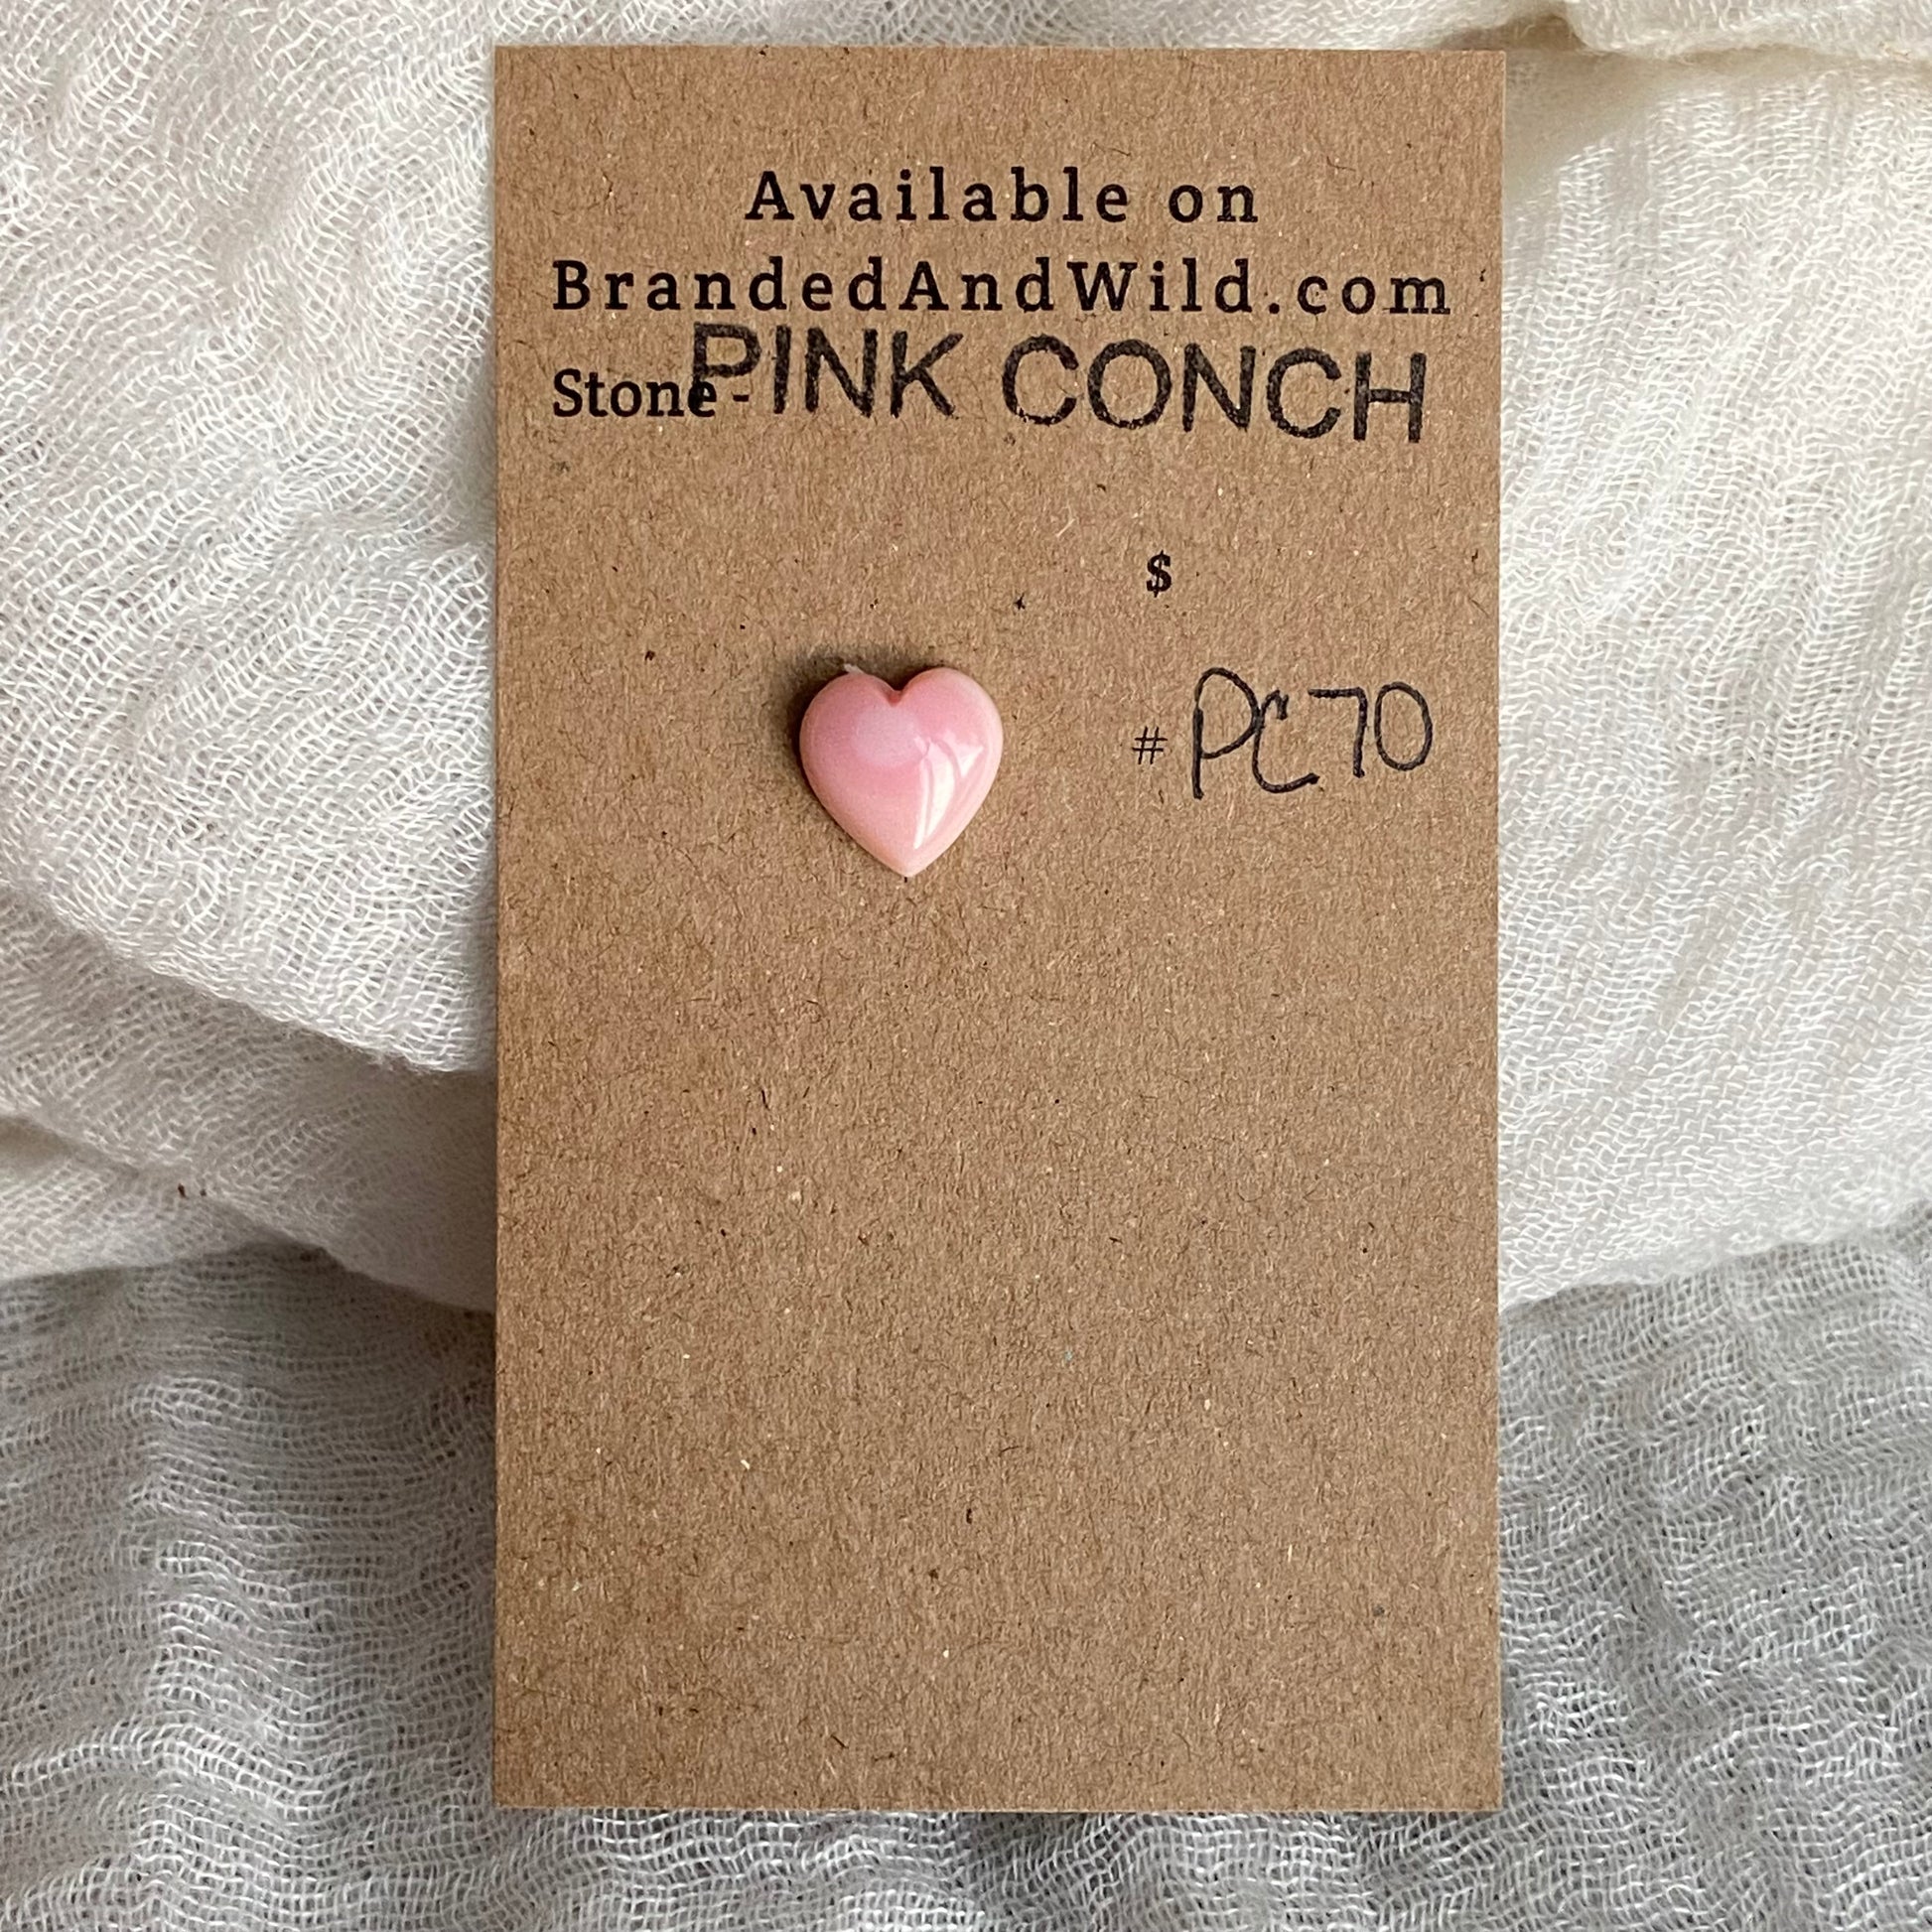 Available on
BrandedAndWild.com
Stone - PINK CONCH
$
# PC70